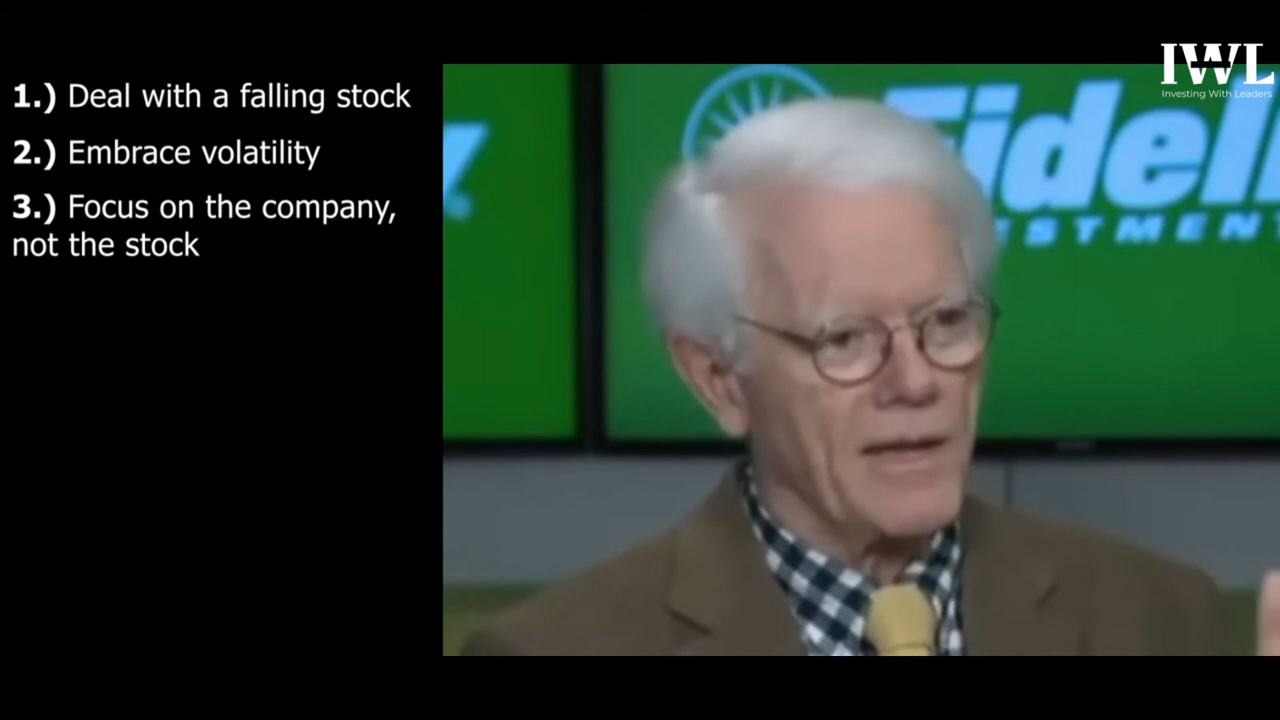 1.) Deal with a falling stock
2.) Embrace volatility
3.) Focus on the company,
not the stock
IWL
Investing With Leaders